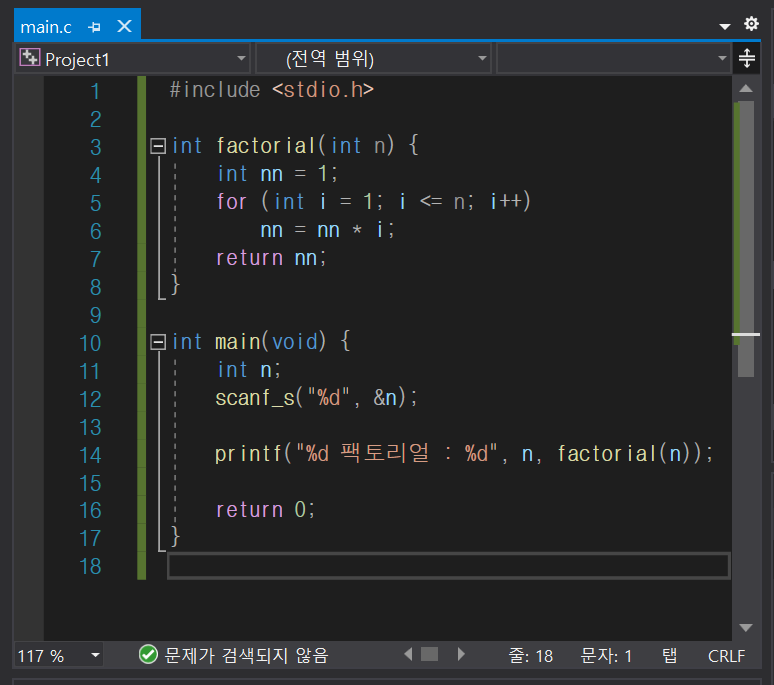 main.c
Project1 (전역 범위)
1 #include <stdio.h>
2
3 int factorial(int n) {
4 int nn = 1;
5 for (int i = 1; i <= n; i++)
6 nn = nn * i;
7 return nn;
8 }
9
10 int main(void) {
11 int n;
12 scanf_s("%d", &n);
13
14 printf("%d 팩토리얼 : %d", n, factorial(n));
15
16 return 0;
17 }
18
117 % 문제가 검색되지 않음 줄: 18 문자: 1 탭 CRLF